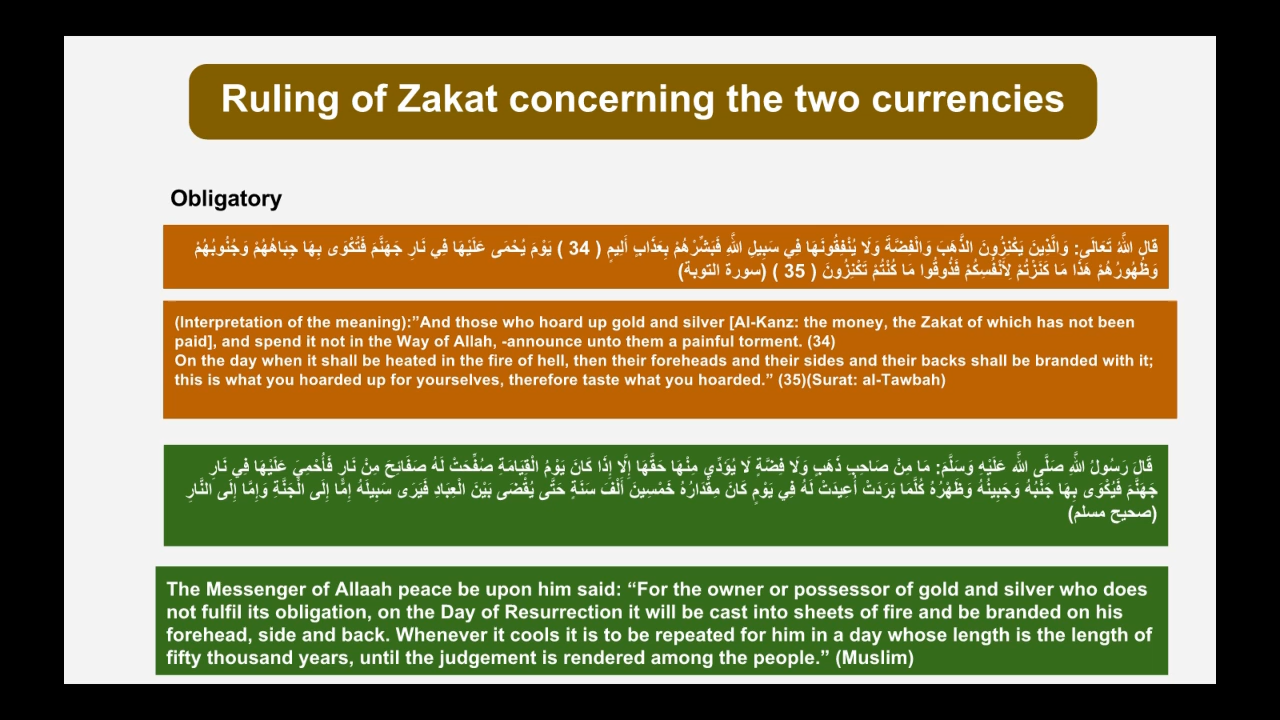 Ruling of Zakat concerning the two currencies
Obligatory
قَالَ اللَّهُ تَعَالَى: وَالَّذِينَ يَكْنِزُونَ الذَّهَبَ وَالْفِضَّةَ وَلَا يُنْفِقُونَهَا فِي سَبِيلِ اللَّهِ فَبَشِّرْهُمْ بِعَذَابٍ أَلِيمٍ ( 34 ) يَوْمَ يُحْمَى عَلَيْهَا فِي نَارِ جَهَنَّمَ فَتُكْوَى بِهَا جِبَاهُهُمْ وَجُنُوبُهُمْ
وَظُهُورُهُمْ هَذَا مَا كَنَزْتُمْ لِأَنْفُسِكُمْ فَذُوقُوا مَا كُنْتُمْ تَكْنِزُونَ ( 35 ) (سورة التوبة)
(Interpretation of the meaning):”And those who hoard up gold and silver [Al-Kanz: the money, the Zakat of which has not been
paid], and spend it not in the Way of Allah, -announce unto them a painful torment. (34)
On the day when it shall be heated in the fire of hell, then their foreheads and their sides and their backs shall be branded with it;
this is what you hoarded up for yourselves, therefore taste what you hoarded.” (35)(Surat: al-Tawbah)
قَالَ رَسُولُ اللَّهِ صَلَّى اللَّه عَلَيْهِ وَسَلَّمَ: مَا مِنْ صَاحِبِ ذَهَبٍ وَلَا فِضَّةٍ لَا يُؤَدِّي مِنْهَا حَقَّهَا إِلَّا إِذَا كَانَ يَوْمُ الْقِيَامَةِ صُفِّحَتْ لَهُ صَفَائِحَ مِنْ نَارٍ فَأُحْمِيَ عَلَيْهَا فِي نَارِ
جَهَنَّمَ فَيُكْوَى بِهَا جَنْبُهُ وَجَبِينُهُ وَظَهْرُهُ كُلَّمَا بَرَدَتْ أُعِيدَتْ لَهُ فِي يَوْمٍ كَانَ مِقْدَارُهُ خَمْسِينَ أَلْفَ سَنَةٍ حَتَّى يُقْضَى بَيْنَ الْعِبَادِ فَيَرَى سَبِيلَهُ إِمَّا إِلَى الْجَنَّةِ وَإِمَّا إِلَى النَّارِ
(صحيح مسلم)
The Messenger of Allaah peace be upon him said: “For the owner or possessor of gold and silver who does
not fulfil its obligation, on the Day of Resurrection it will be cast into sheets of fire and be branded on his
forehead, side and back. Whenever it cools it is to be repeated for him in a day whose length is the length of
fifty thousand years, until the judgement is rendered among the people.” (Muslim)